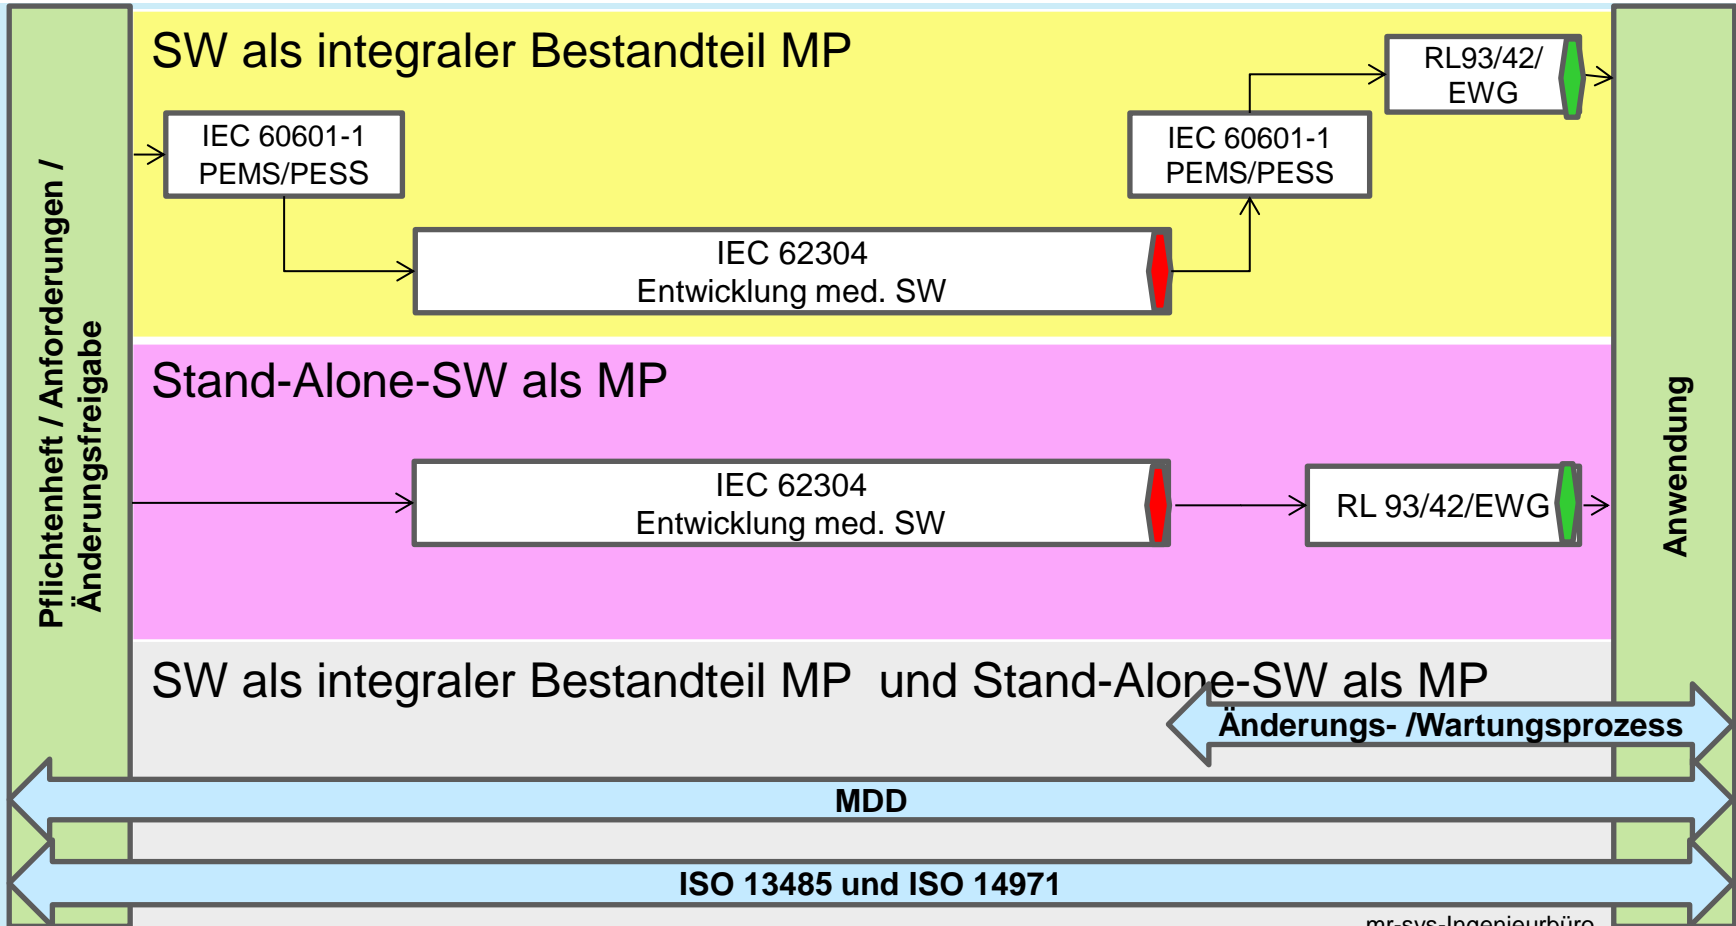 Pflichtenheft / Anforderungen /
Änderungsfreigabe
SW als integraler Bestandteil MP
IEC 60601-1
PEMS/PESS
IEC 62304
Entwicklung med. SW
IEC 60601-1
PEMS/PESS
RL93/42/
EWG
Stand-Alone-SW als MP
IEC 62304
Entwicklung med. SW
RL 93/42/EWG
Anwendung
SW als integraler Bestandteil MP und Stand-Alone-SW als MP
Änderungs- /Wartungsprozess
MDD
ISO 13485 und ISO 14971
mr-sys-Ingenieurbüro